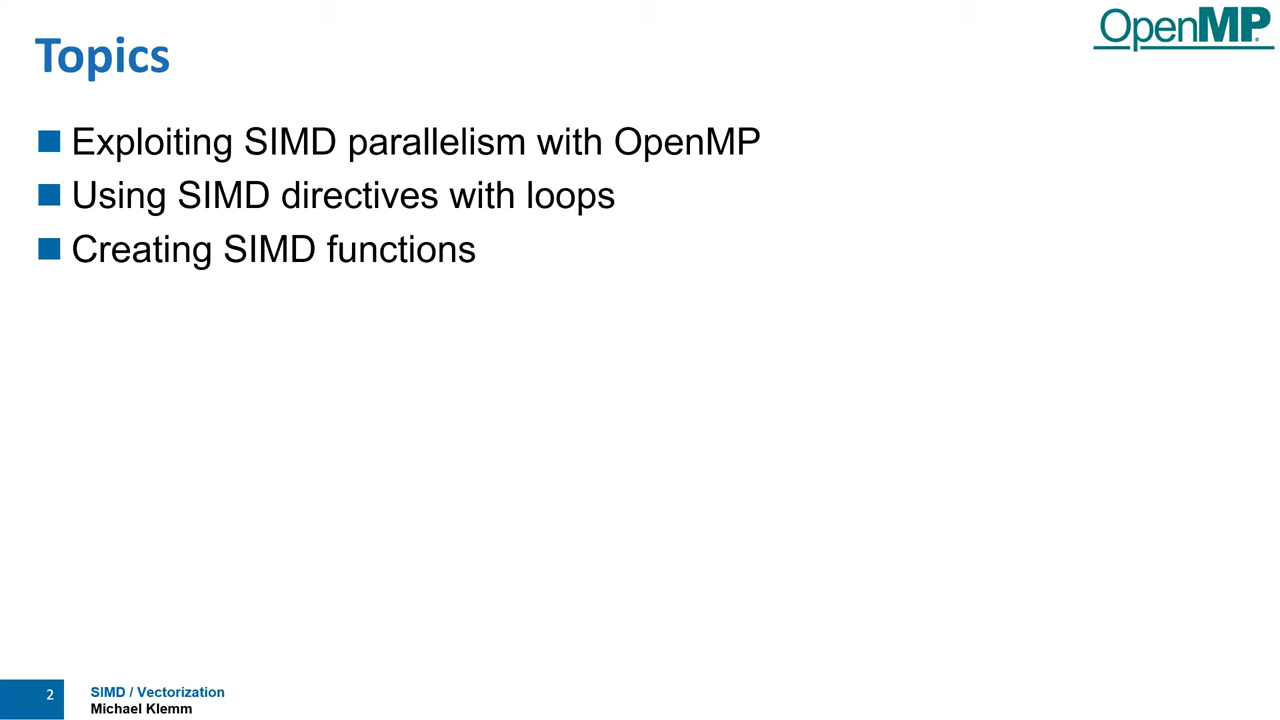 OpenMP
Topics
Exploiting SIMD parallelism with OpenMP
Using SIMD directives with loops
Creating SIMD functions
2
SIMD / Vectorization
Michael Klemm